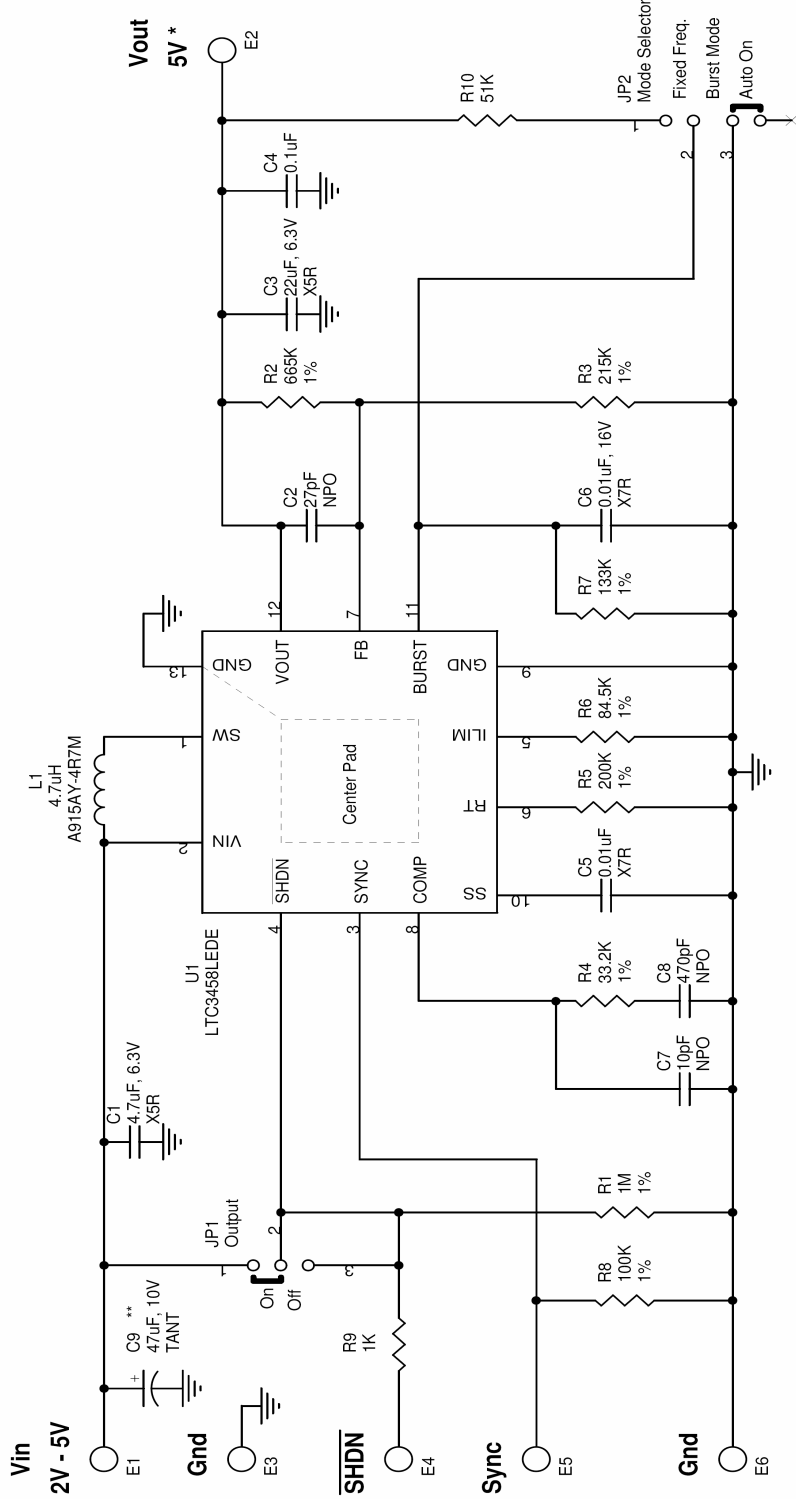 Vin
2V - 5V
E1
Gnd
E3
SHDN
E4
Sync
E5
Gnd
E6
C9 **
47uF, 10V
TANT
+
JP1
Output
1
2
3
On
Off
R9
1K
R8
100K
1%
R1
1M
1%
C1
4.7uF, 6.3V
X5R
C7
10pF
NPO
C8
470pF
NPO
R4
33.2K
1%
U1
LTC3458LEDE
L1
4.7uH
A915AY-4R7M
2
VIN
1
SW
13
GND
4
SHDN
3
SYNC
8
COMP
Center Pad
12
VOUT
7
FB
11
BURST
10
SS
6
RT
5
ILIM
9
GND
C5
0.01uF
X7R
R5
200K
1%
R6
84.5K
1%
R7
133K
1%
C6
0.01uF, 16V
X7R
C2
27pF
NPO
R2
665K
1%
R3
215K
1%
C3
22uF, 6.3V
X5R
C4
0.1uF
Vout
5V *
E2
R10
51K
JP2
Mode Selector
1
2
3
Fixed Freq.
Burst Mode
Auto On